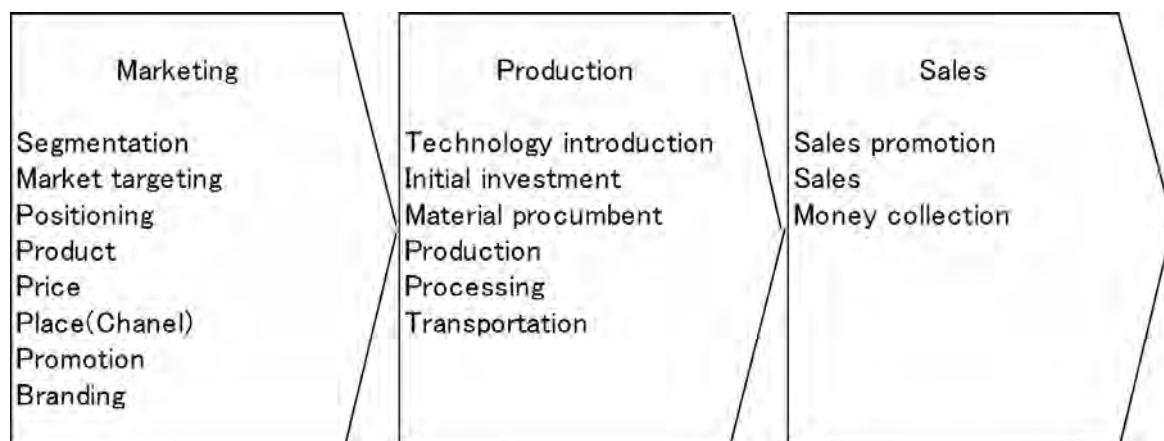 Marketing
Segmentation
Market targeting
Positioning
Product
Price
Place(Chanel)
Promotion
Branding
Production
Technology introduction
Initial investment
Material procumbent
Production
Processing
Transportation
Sales
Sales promotion
Sales
Money collection